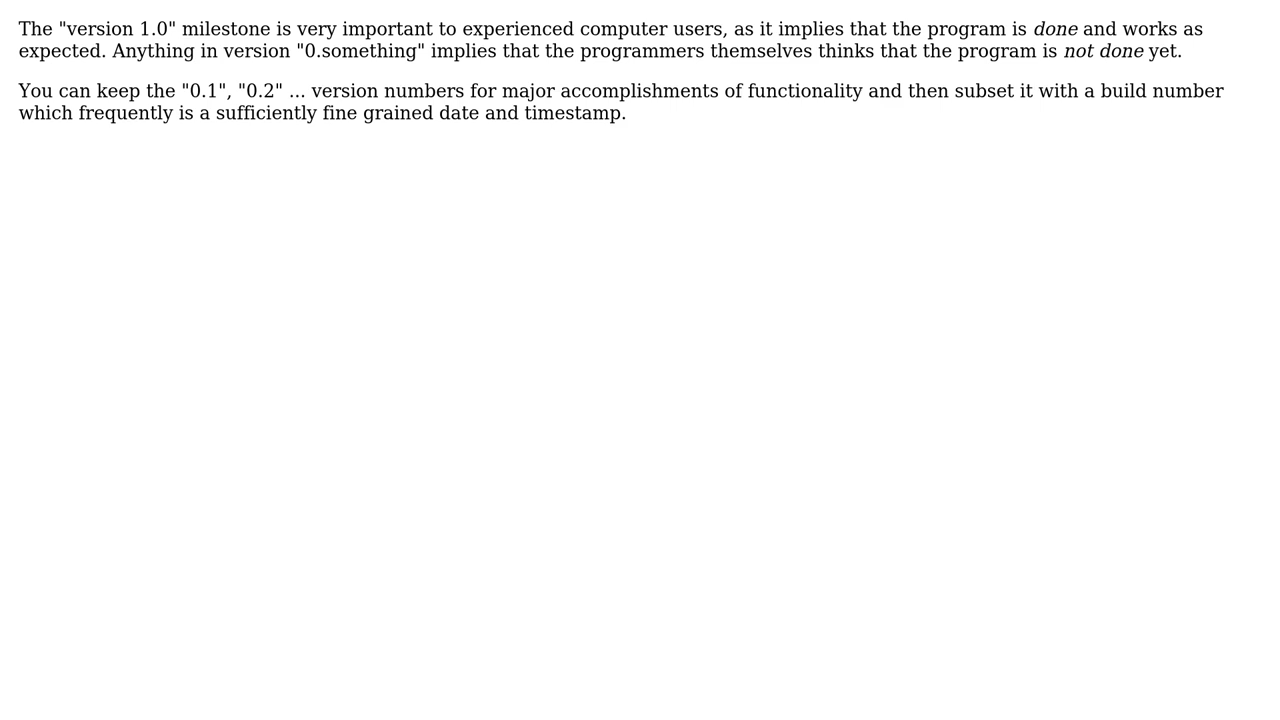 The "version 1.0" milestone is very important to experienced computer users, as it implies that the program is done and works as
expected. Anything in version "0.something" implies that the programmers themselves thinks that the program is not done yet.
You can keep the "0.1", "0.2" ... version numbers for major accomplishments of functionality and then subset it with a build number
which frequently is a sufficiently fine grained date and timestamp.